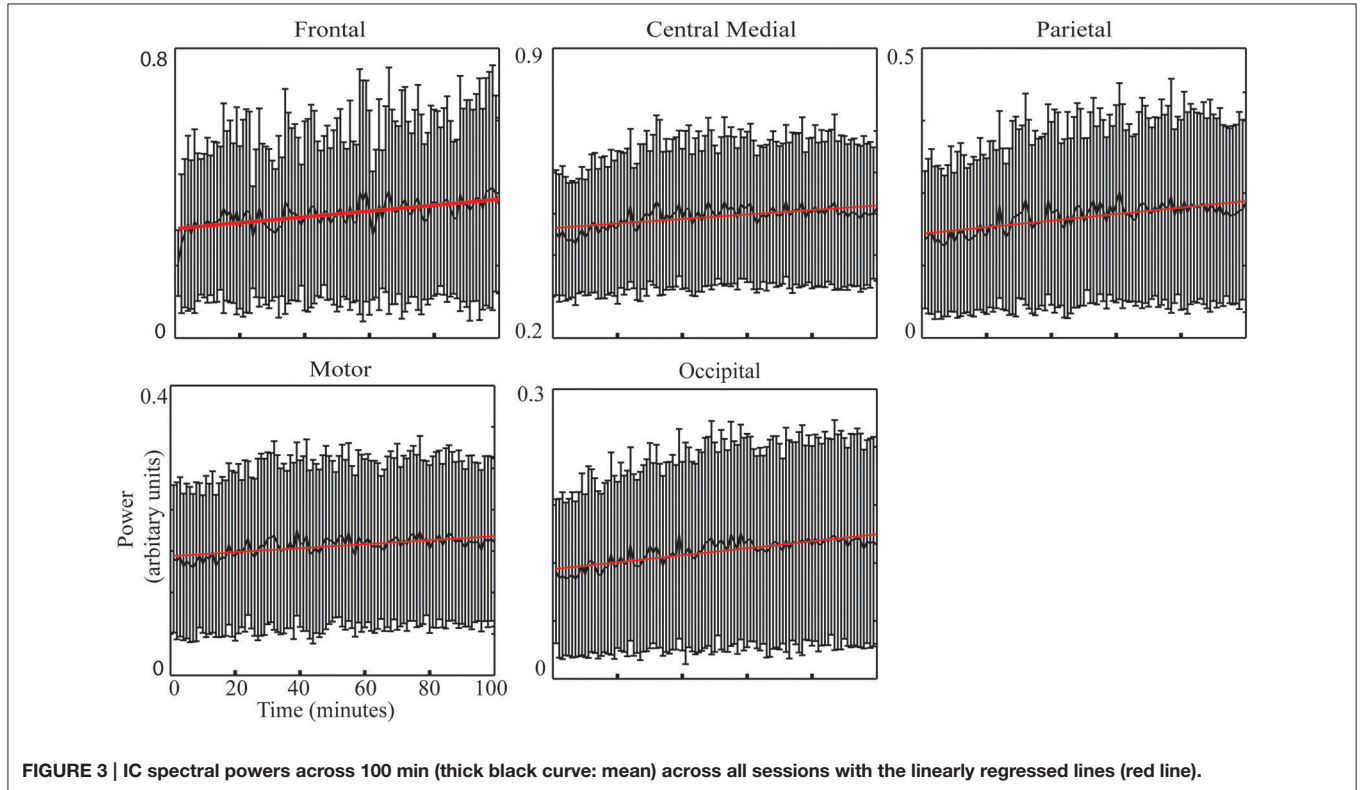 Frontal
Central Medial
Parietal
0.8
0
0.9
0.2
0.5
0
Motor
Occipital
0.4
0
0.3
0
Power
(arbitary units)
0 20 40 60 80 100
Time (minutes)
FIGURE 3 | IC spectral powers across 100 min (thick black curve: mean) across all sessions with the linearly regressed lines (red line).